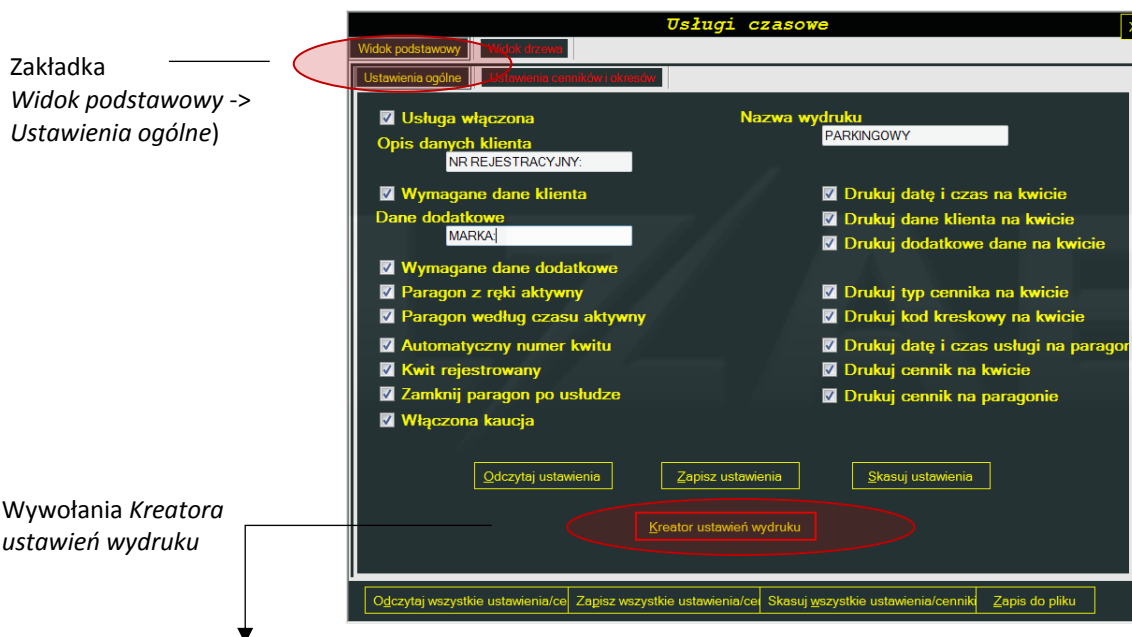 Usługi czasowe
Widok podstawowy Widok drzewa
Zakładka
Widok podstawowy ->
Ustawienia ogólne)
Ustawienia ogólne Ustawienia cenników i okresów
Usługa włączona
Nazwa wydruku
PARKINGOWY
Opis danych klienta
NR REJESTRACYJNY:
Wymagane dane klienta
Drukuj datę i czas na kwicie
Dane dodatkowe
MARKA:
Drukuj dane klienta na kwicie
Drukuj dodatkowe dane na kwicie
Wymagane dane dodatkowe
Paragon z ręki aktywny
Drukuj typ cennika na kwicie
Paragon według czasu aktywny
Drukuj kod kreskowy na kwicie
Automatyczny numer kwitu
Drukuj datę i czas usługi na paragon
Kwit rejestrowany
Drukuj cennik na kwicie
Zamknij paragon po usłudze
Drukuj cennik na paragonie
Włączona kaucja
Odczytaj ustawienia Zapisz ustawienia Skasuj ustawienia
Wywołania Kreatora
ustawień wydruku
Kreator ustawień wydruku
Odczytaj wszystkie ustawienia/ce Zapisz wszystkie ustawienia/cen Skasuj wszystkie ustawienia/cenniki Zapis do pliku